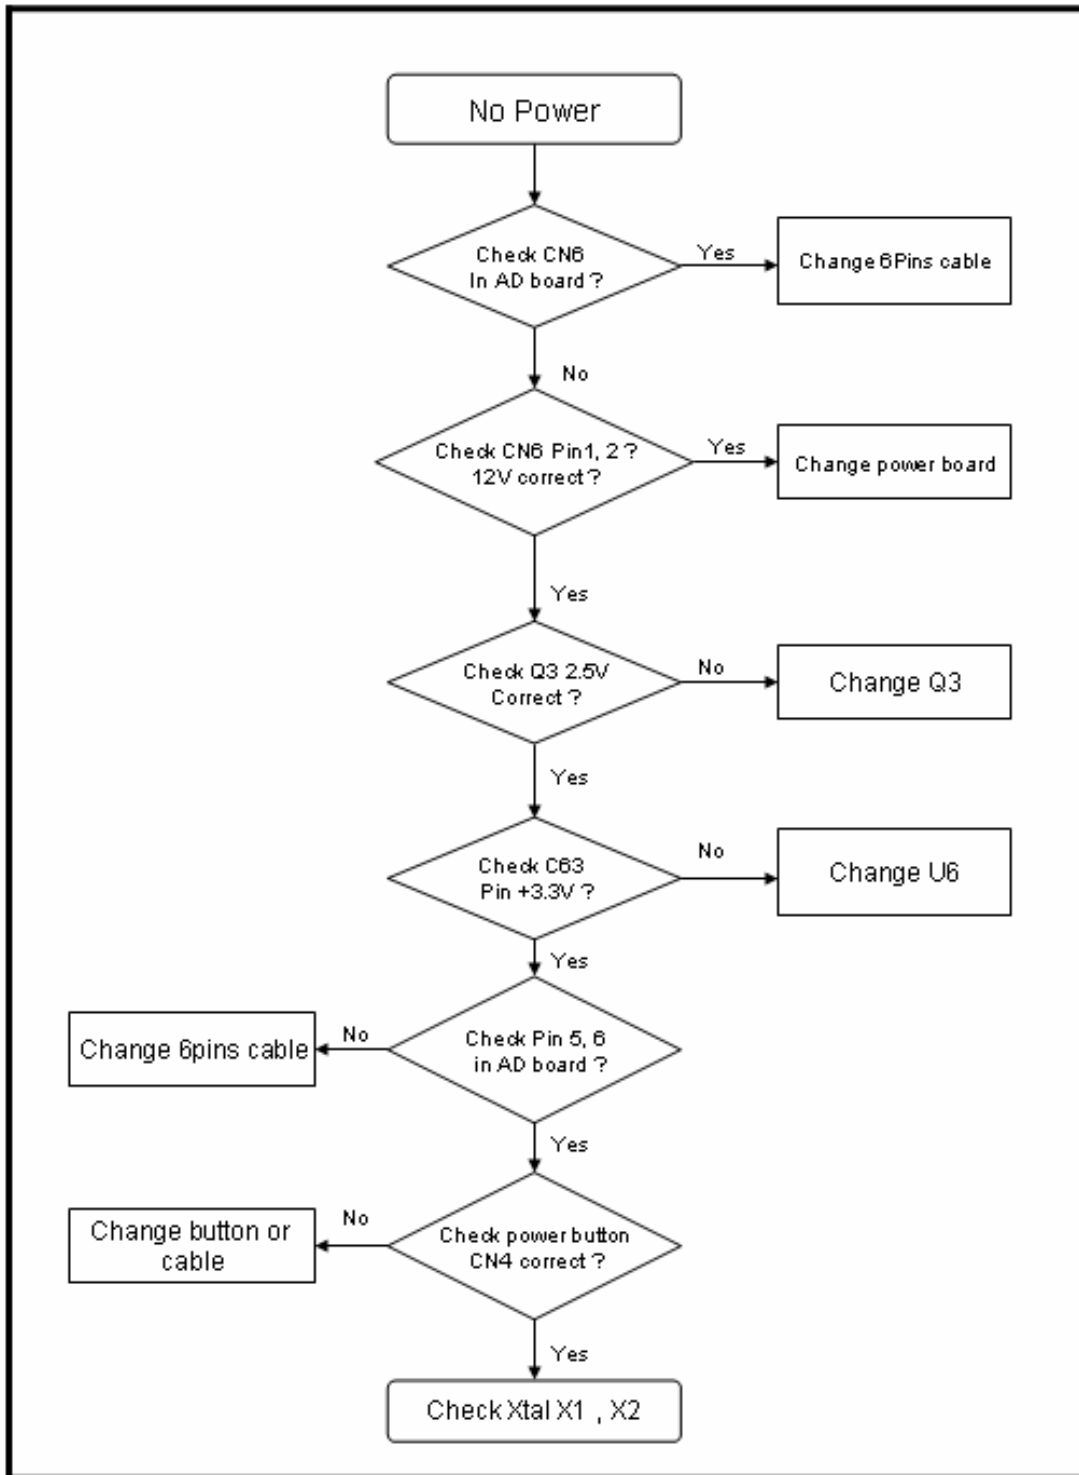 No Power
Check CN6
In AD board ?
Yes
Change 6Pins cable
No
Check CN6 Pin1, 2 ?
12V correct ?
Yes
Change power board
Yes
Check Q3 2.5V
Correct ?
No
Change Q3
Yes
Check C63
Pin +3.3V ?
No
Change U6
Yes
Check Pin 5, 6
in AD board ?
No
Change 6pins cable
Yes
Check power button
CN4 correct ?
No
Change button or
cable
Yes
Check Xtal X1 , X2